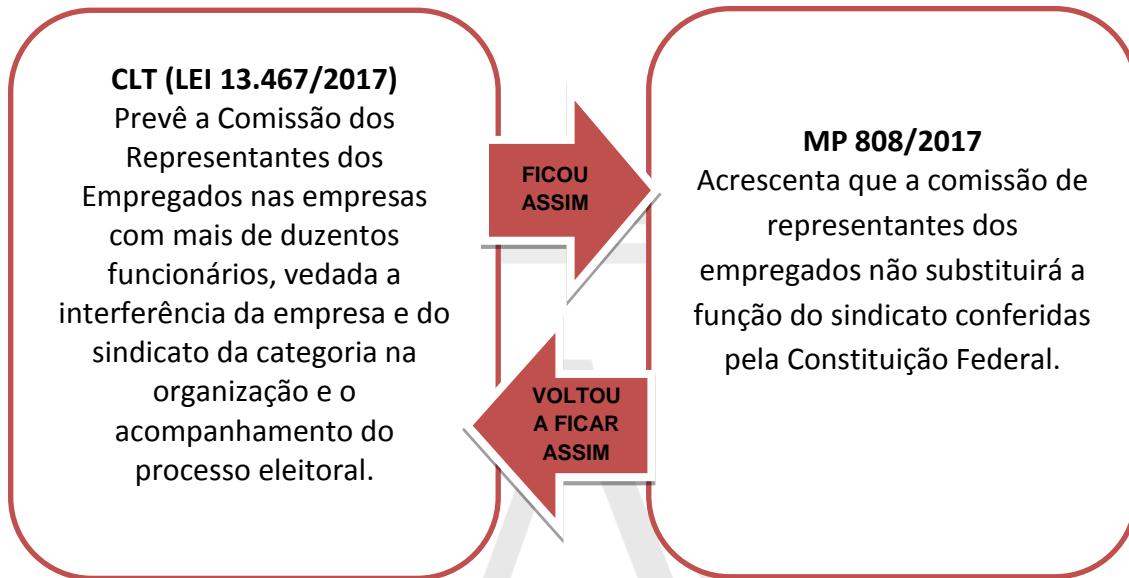 CLT (LEI 13.467/2017)
Prevê a Comissão dos
Representantes dos
Empregados nas empresas
com mais de duzentos
funcionários, vedada a
interferência da empresa e do
sindicato da categoria na
organização e o
acompanhamento do
processo eleitoral.
FICOU
ASSIM
VOLTOU
A FICAR
ASSIM
MP 808/2017
Acrescenta que a comissão de
representantes dos
empregados não substituirá a
função do sindicato conferidas
pela Constituição Federal.